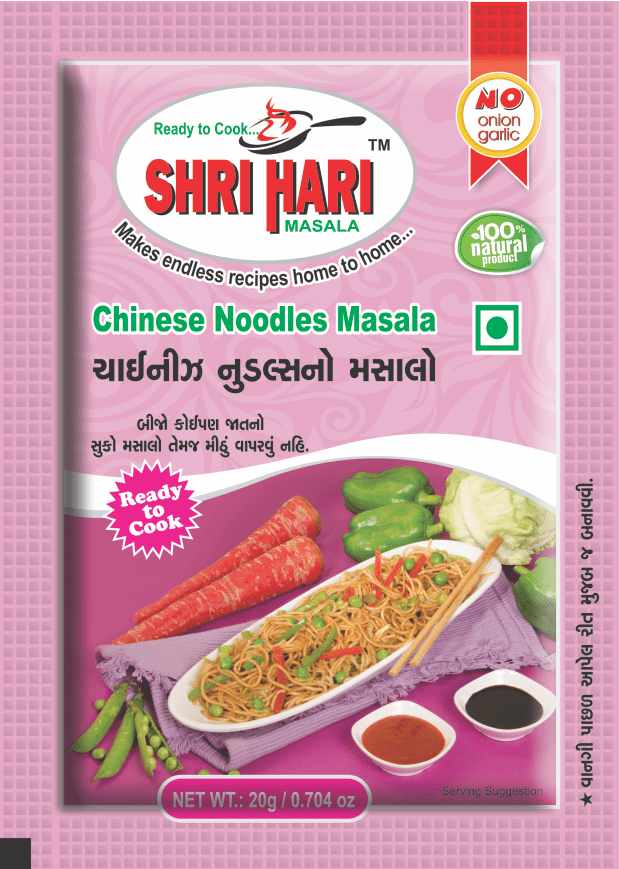 NO
onion
garlic
Ready to Cook...
TM
SHRI HARI
MASALA
Makes endless recipes home to home...
100%
natural
product
Chinese Noodles Masala
ચાઈનીઝ નુડલ્સનો મસાલો
બીજો કોઈપણ જાતનો
સુકો મસાલો તેમજ મીઠું વાપરવું નહિ.
Ready
to
Cook
★ વાનગી પાછળ આપેલ રીત મુજબ જ બનાવવી.
Serving Suggestion
NET WT.: 20g / 0.704 oz